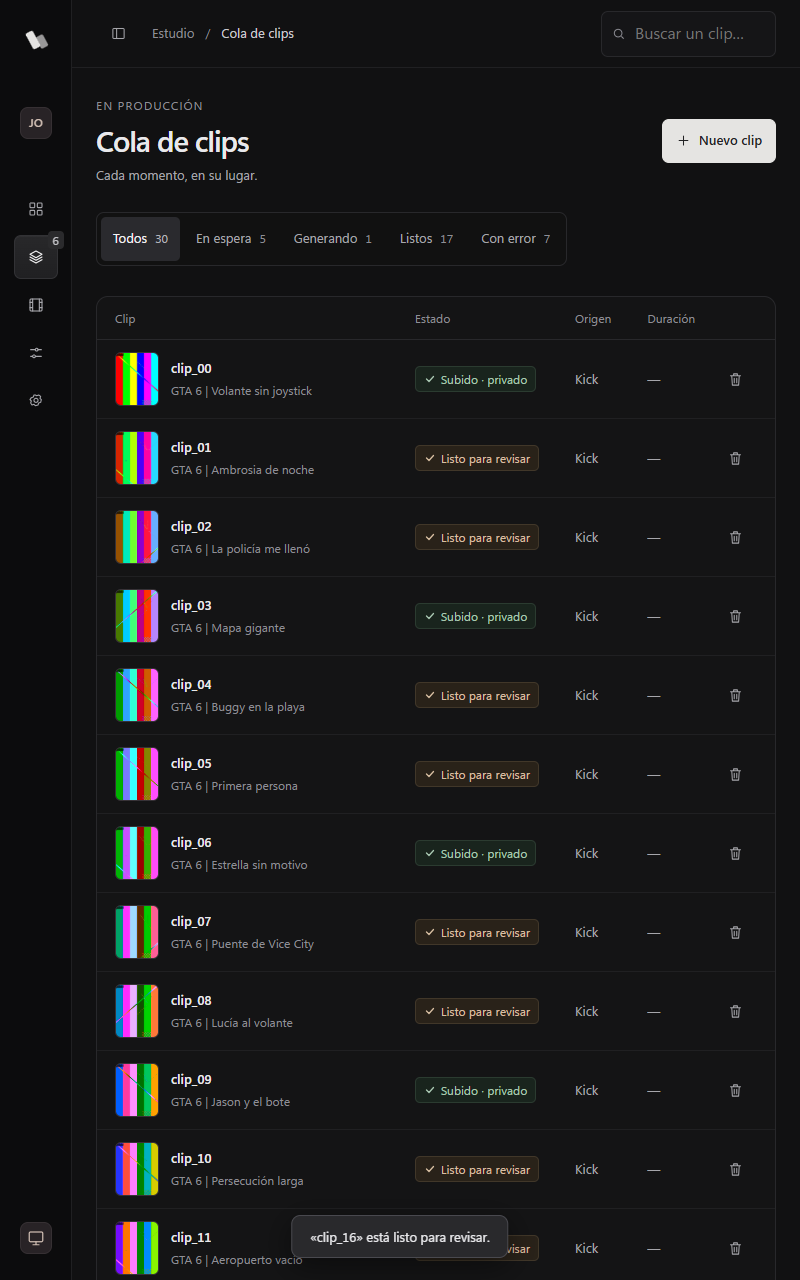 Estudio / Cola de clips
Buscar un clip...
JO
EN PRODUCCIÓN
Cola de clips
Cada momento, en su lugar.
Nuevo clip
6
Todos 30 En espera 5 Generando 1 Listos 17 Con error 7
Clip Estado Origen Duración
clip_00
GTA 6 | Volante sin joystick
Subido · privado Kick —
clip_01
GTA 6 | Ambrosia de noche
Listo para revisar Kick —
clip_02
GTA 6 | La policía me llenó
Listo para revisar Kick —
clip_03
GTA 6 | Mapa gigante
Subido · privado Kick —
clip_04
GTA 6 | Buggy en la playa
Listo para revisar Kick —
clip_05
GTA 6 | Primera persona
Listo para revisar Kick —
clip_06
GTA 6 | Estrella sin motivo
Subido · privado Kick —
clip_07
GTA 6 | Puente de Vice City
Listo para revisar Kick —
clip_08
GTA 6 | Lucía al volante
Listo para revisar Kick —
clip_09
GTA 6 | Jason y el bote
Subido · privado Kick —
clip_10
GTA 6 | Persecución larga
Listo para revisar Kick —
clip_11
GTA 6 | Aeropuerto vacío
Kick —
«clip_16» está listo para revisar.